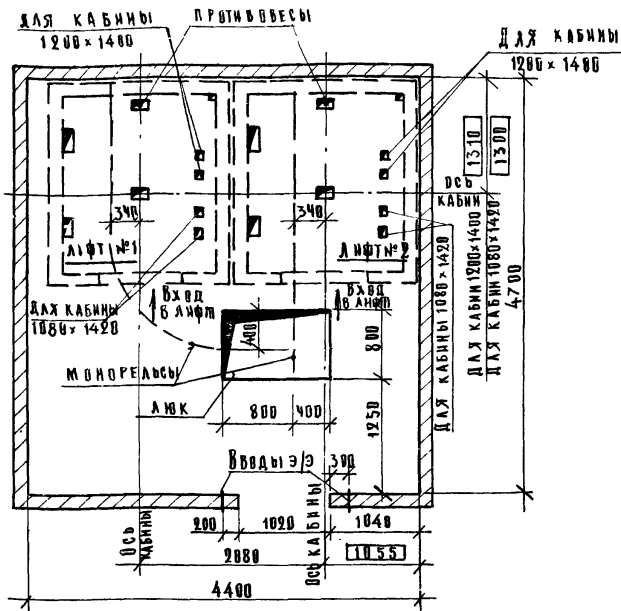 ДЛЯ КАБИНЫ
1200×1400
ПРОТИВОВЕСЫ
ДЛЯ КАБИНЫ
1200×1400
1310
1300
ОСЬ
КАБИН
340
340
ЛИФТ №1
ЛИФТ №2
ДЛЯ КАБИНЫ
1080×1420
ВХОД
В ЛИФТ
ВХОД
В ЛИФТ
400
800
МОНОРЕЛЬСЫ
ЛЮК
800
400
1250
ДЛЯ КАБИНЫ 1080×1420
ДЛЯ КАБИН 1200×1400
ДЛЯ КАБИН 1080×1420
4700
ВВОДЫ Э/Э
300
200
1020
1040
ОСЬ
КАБИНЫ
2080
ОСЬ КАБИНЫ
1055
4400